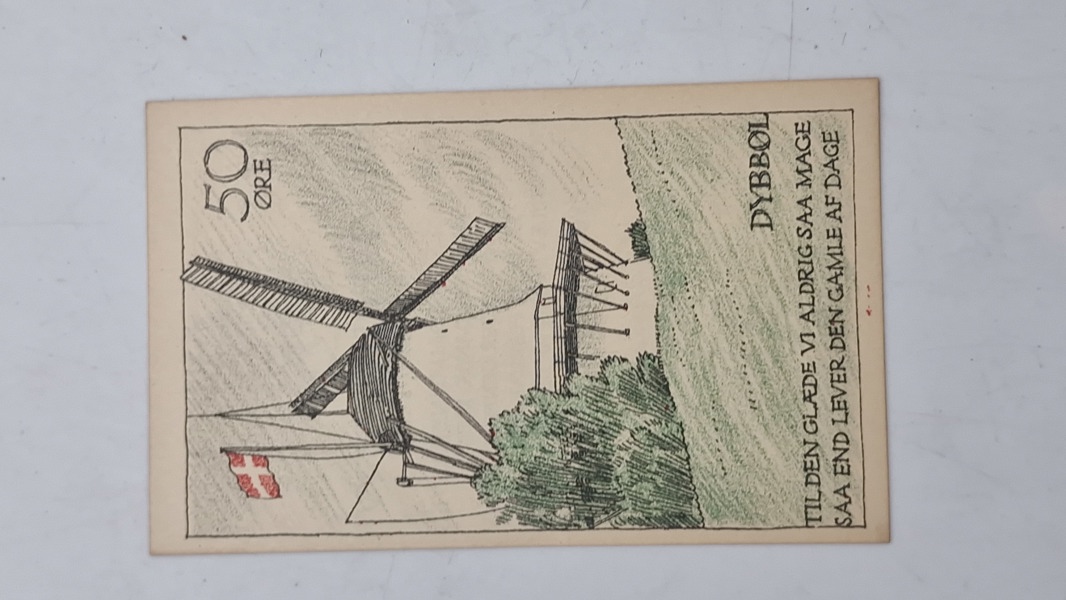 50
ØRE
DYBBØL
TIL DEN GLÆDE VI ALDRIG SAA MAGE
SAA END LEVER DEN GAMLE AF DAGE